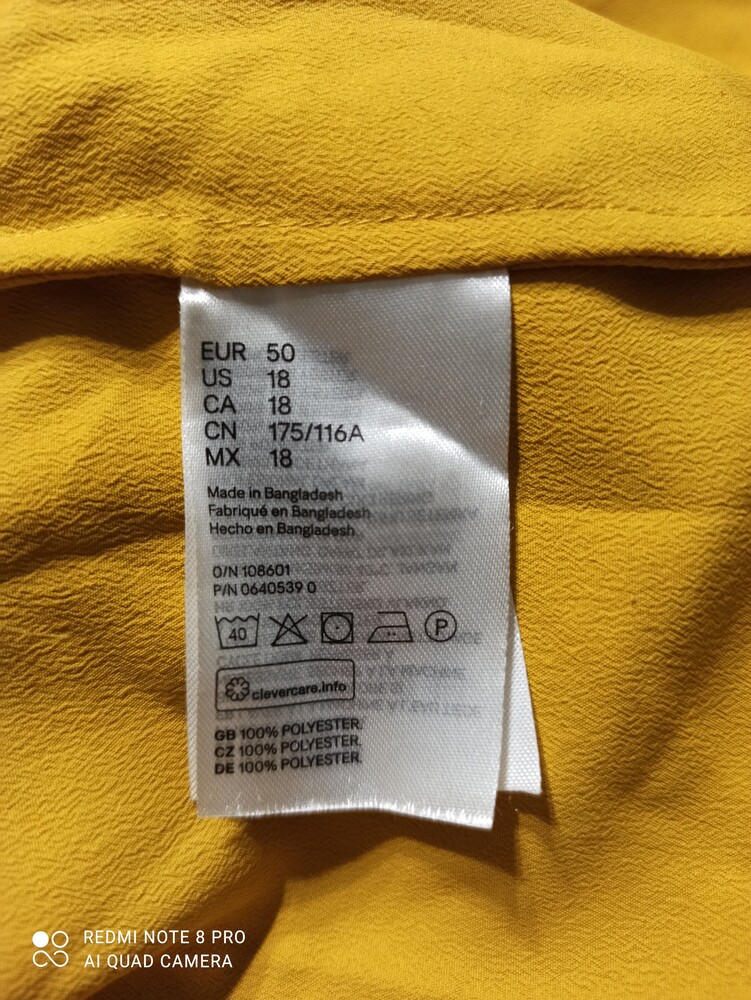 EUR 50
US 18
CA 18
CN 175/116A
MX 18
Made in Bangladesh
Fabriqué en Bangladesh
Hecho en Bangladesh
O/N 108601
P/N 0640539 0
40 P
clevercare.info
GB 100% POLYESTER.
CZ 100% POLYESTER.
DE 100% POLYESTER.
REDMI NOTE 8 PRO
AI QUAD CAMERA